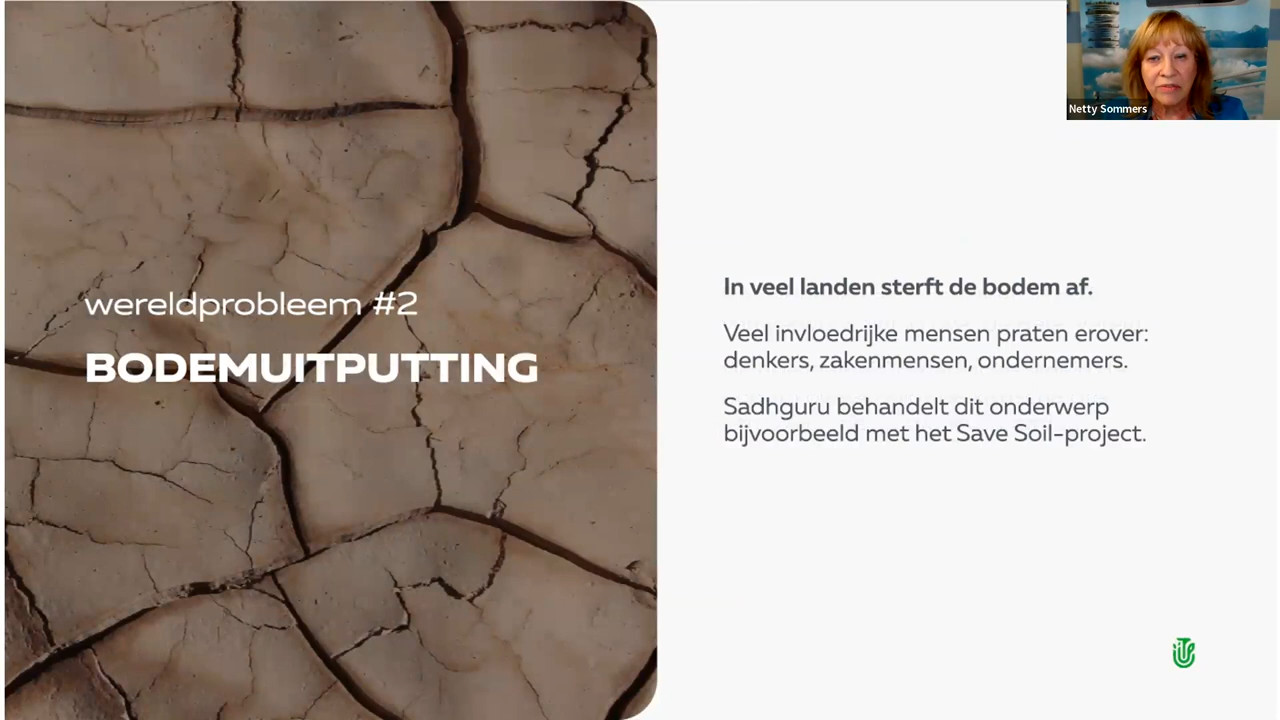 wereldprobleem #2
BODEMUITPUTTING
In veel landen sterft de bodem af.
Veel invloedrijke mensen praten erover:
denkers, zakenmensen, ondernemers.
Sadhguru behandelt dit onderwerp
bijvoorbeeld met het Save Soil-project.
Netty Sommers